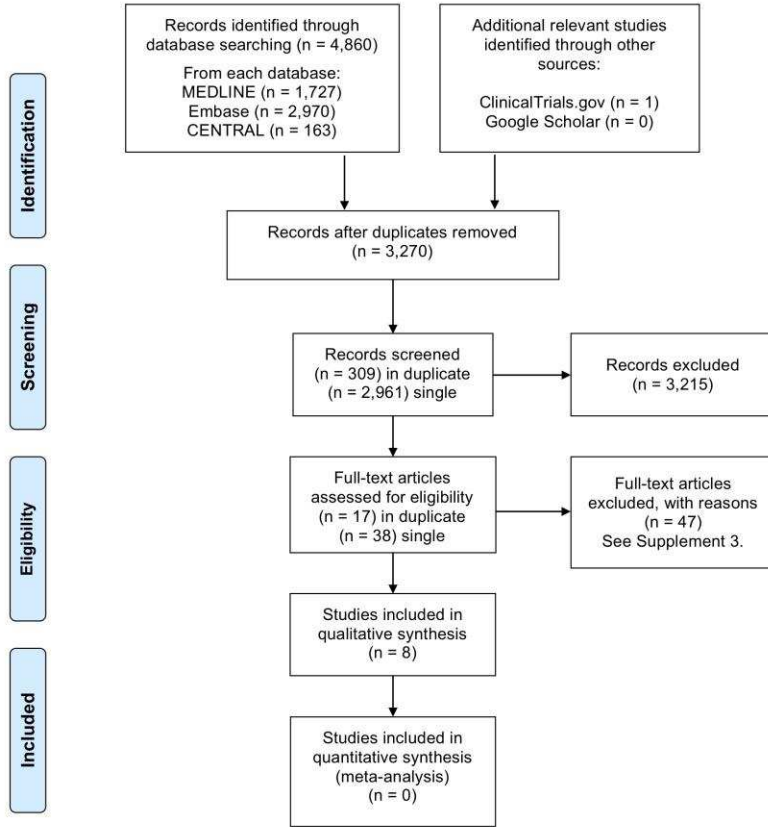 Records identified through
database searching (n = 4,860)
From each database:
MEDLINE (n = 1,727)
Embase (n = 2,970)
CENTRAL (n = 163)
Additional relevant studies
identified through other
sources:
ClinicalTrials.gov (n = 1)
Google Scholar (n = 0)
Identification
Records after duplicates removed
(n = 3,270)
Screening
Records screened
(n = 309) in duplicate
(n = 2,961) single
Records excluded
(n = 3,215)
Eligibility
Full-text articles
assessed for eligibility
(n = 17) in duplicate
(n = 38) single
Full-text articles
excluded, with reasons
(n = 47)
See Supplement 3.
Studies included in
qualitative synthesis
(n = 8)
Included
Studies included in
quantitative synthesis
(meta-analysis)
(n = 0)